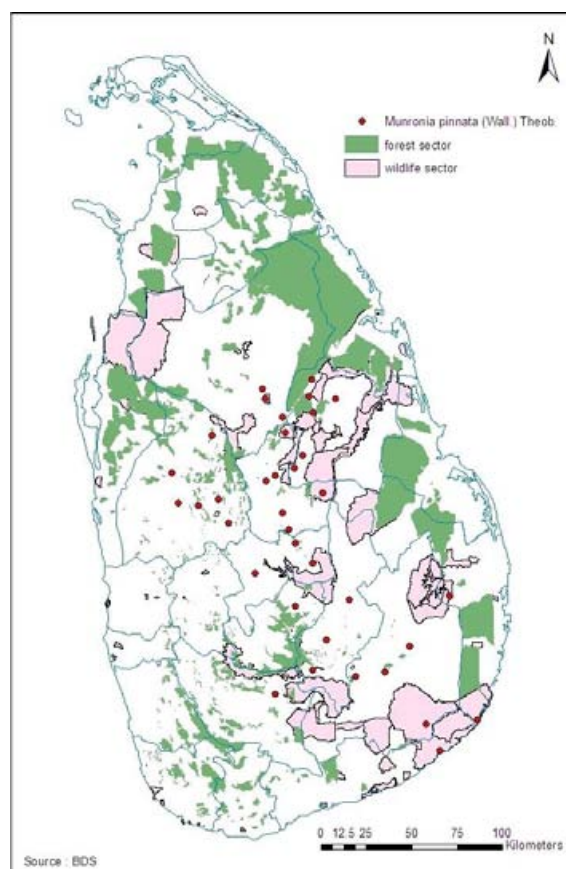 N
Munronia pinnata (Wall.) Theob.
forest sector
wildlife sector
0 12.5 25 50 75 100
Kilometers
Source : BDS